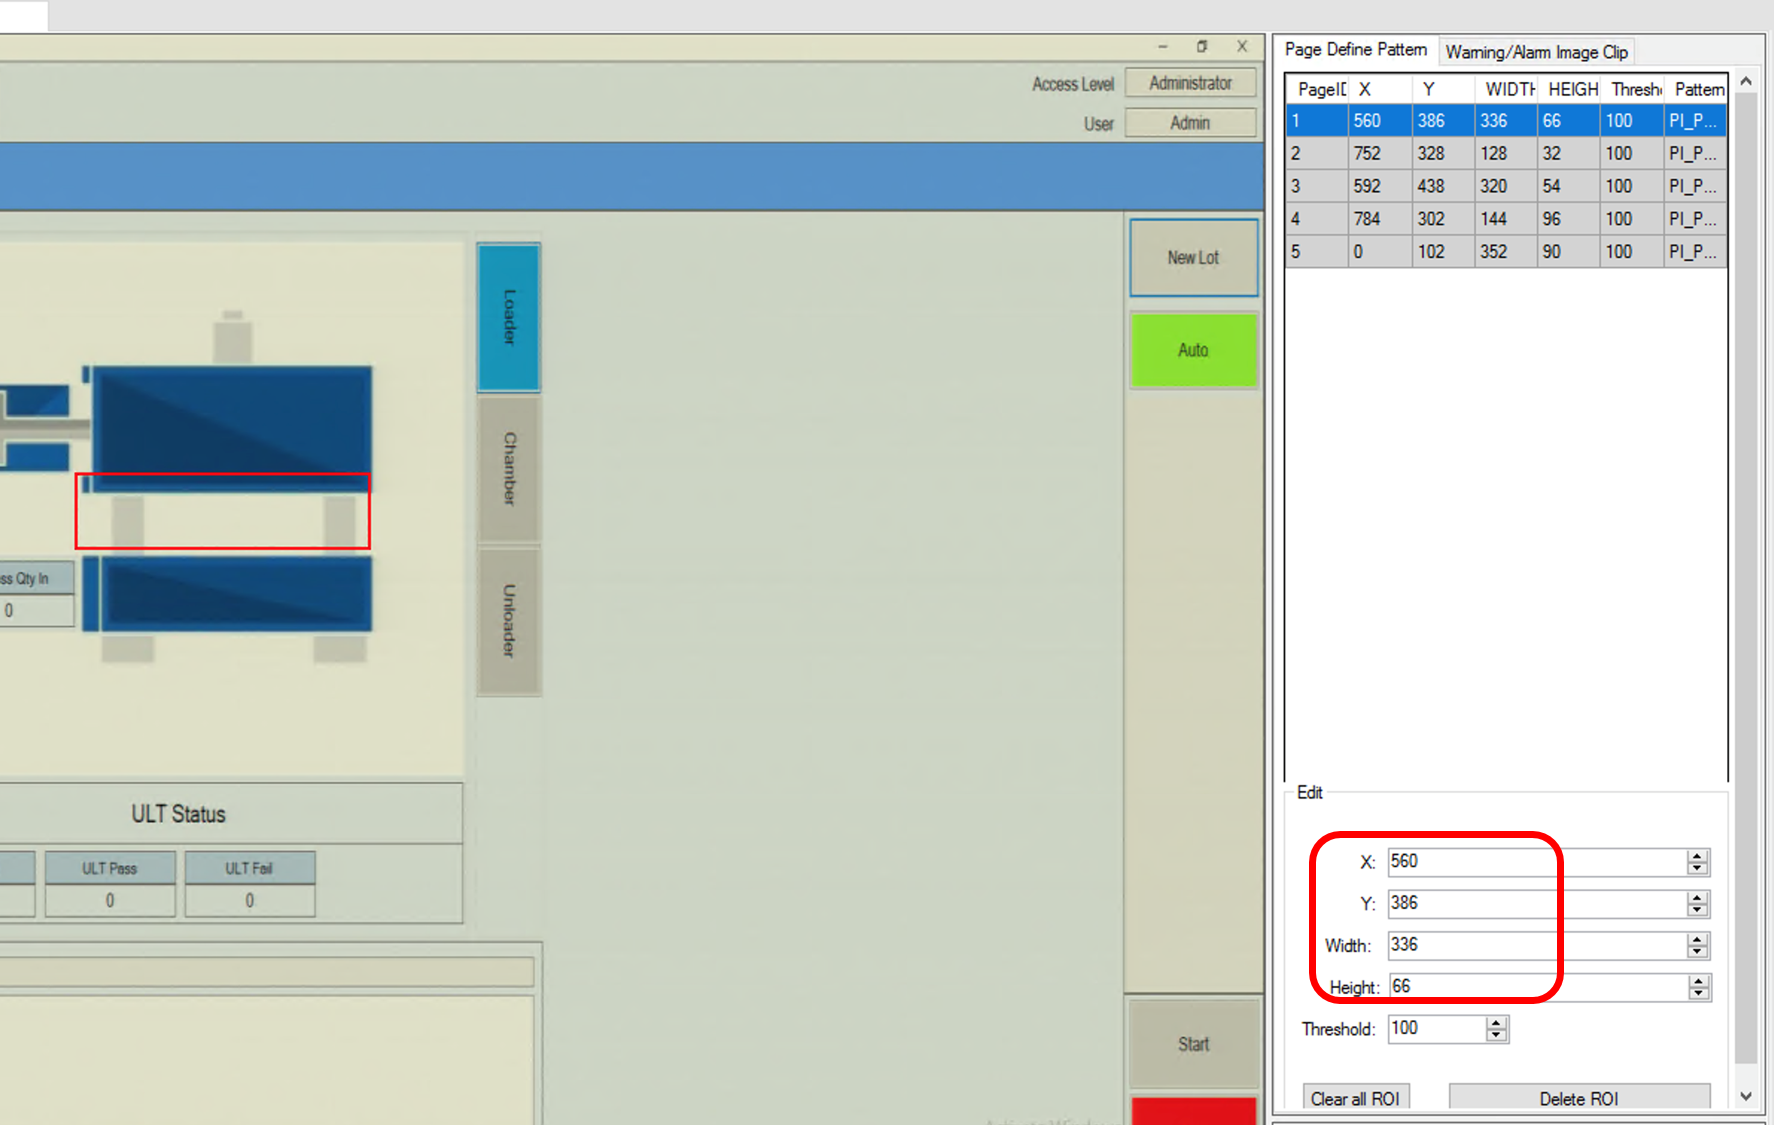 Page Define Pattern Warning/Alarm Image Clip
Access Level Administrator
User Admin
X Y WIDTH HEIGH Pattern
1 560 386 336 66 100 PI_P...
2 752 328 128 32 100 PI_P...
3 592 438 320 54 100 PI_P...
4 784 302 144 96 100 PI_P...
5 0 102 352 90 100 PI_P...
New Lot
Auto
Loader
Chamber
Unloader
ss Qty In
0
ULT Status
ULT Pass ULT Fail
0 0
Start
Edit
X: 560
Y: 386
Width: 336
Height: 66
Threshold: 100
Clear all ROI Delete ROI